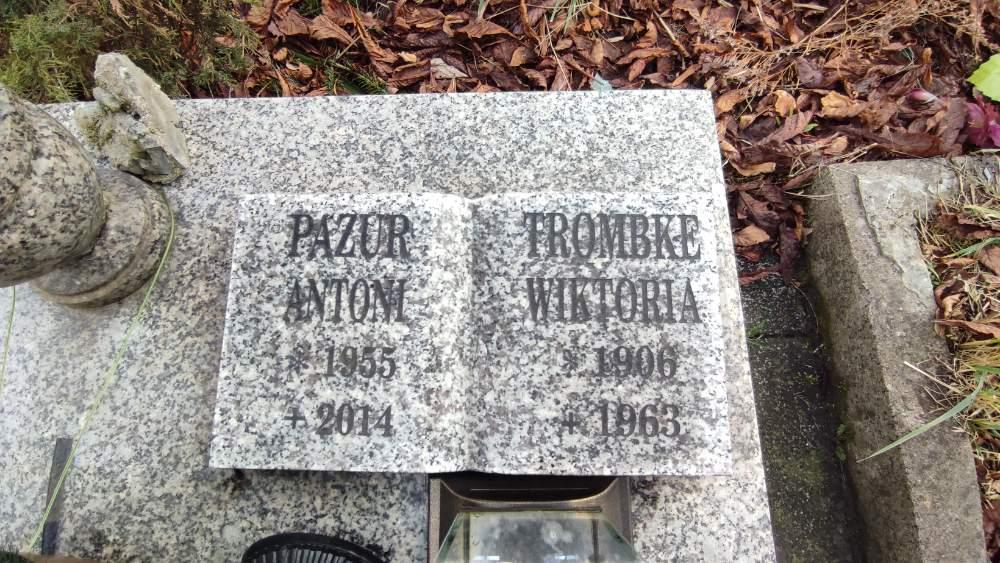 PAZUR
ANTONI
* 1955
+ 2014
TROMBKE
WIKTORIA
* 1906
+ 1963